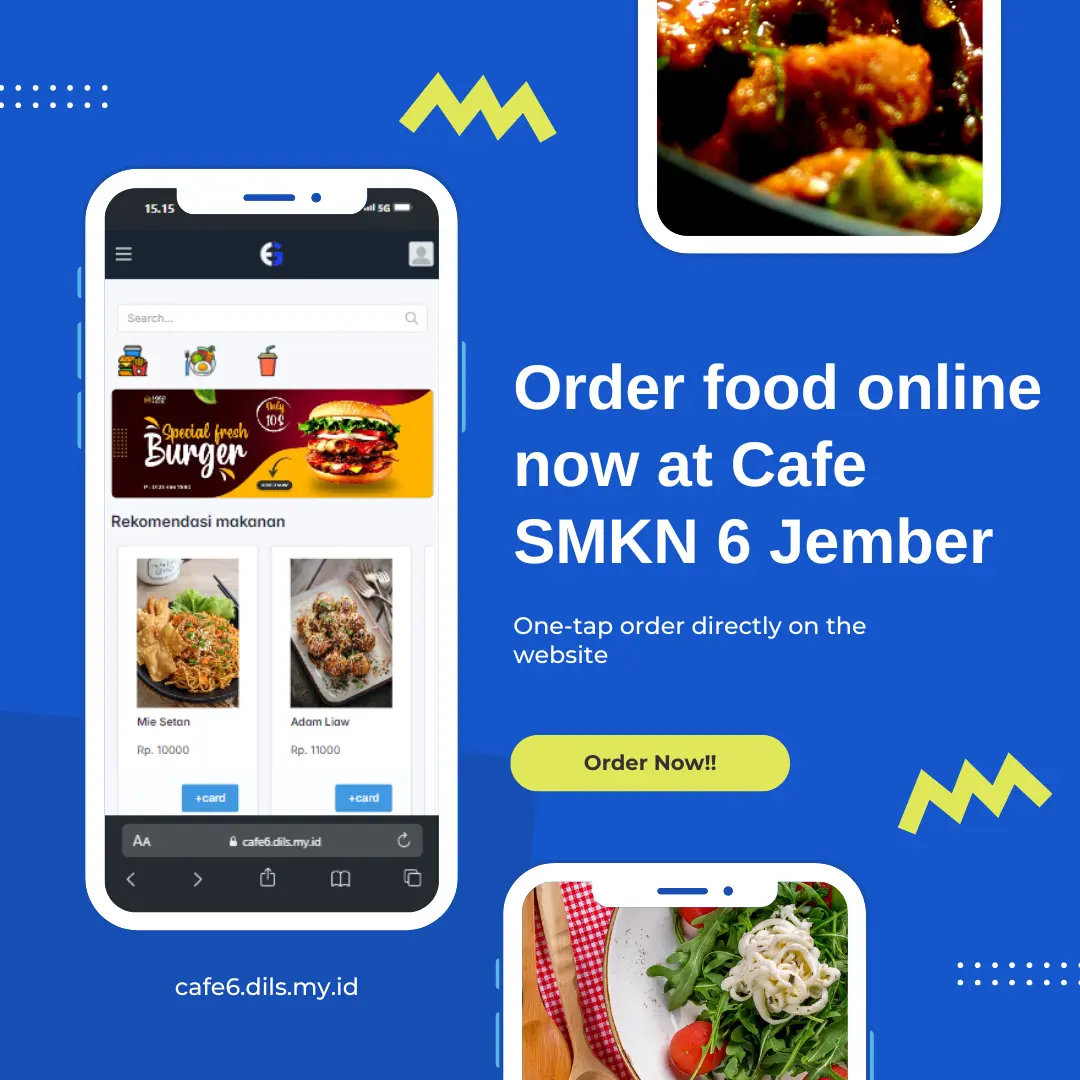 15.15
5G
Search...
Only
10$
Special fresh
Burger
Rekomendasi makanan
Mie Setan
Adam Liaw
Rp. 10000
Rp. 11000
+card
+card
AA
cafe6.dils.my.id
cafe6.dils.my.id
Order food online
now at Cafe
SMKN 6 Jember
One-tap order directly on the
website
Order Now!!